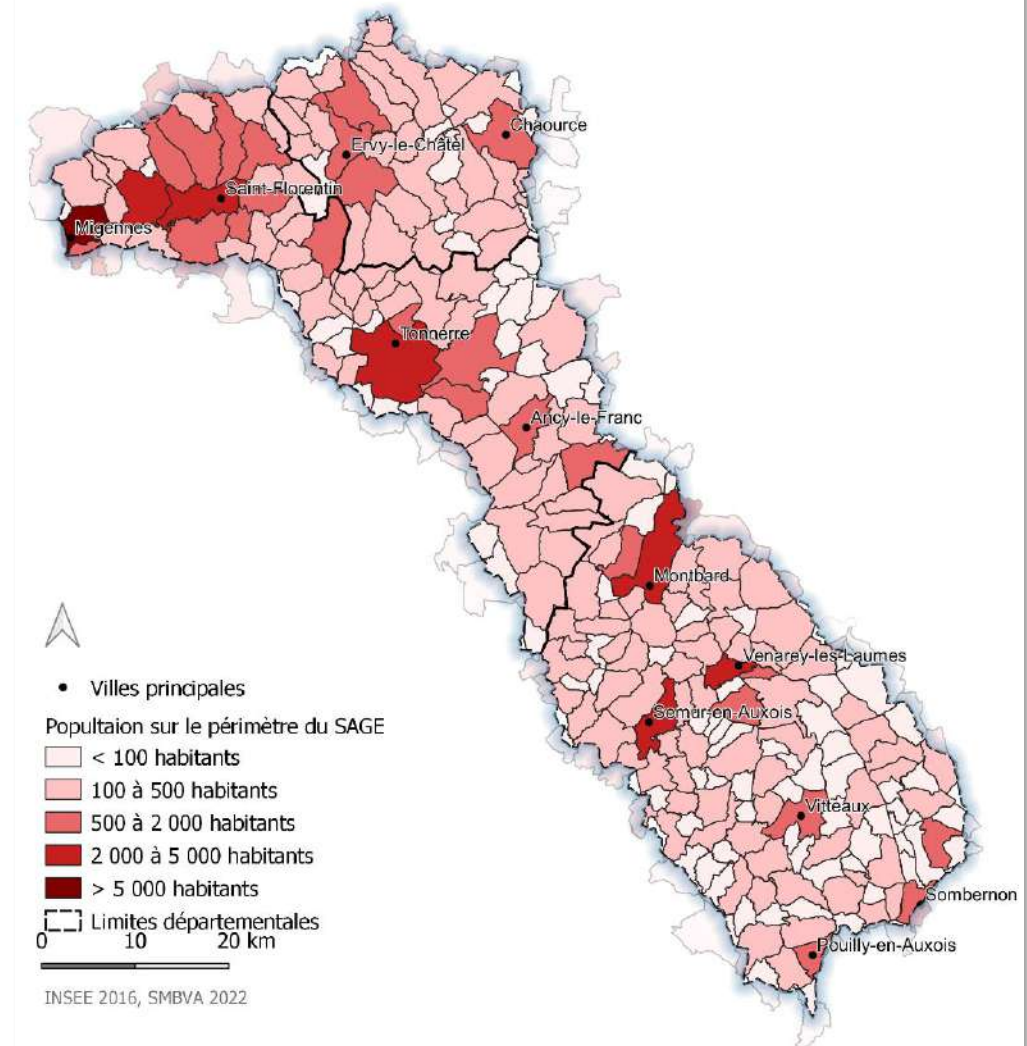 Chaource
Ervy-le-Châtel
Saint-Florentin
Migennes
Tonnerre
Ancy-le-Franc
Montbard
Venarey-les-Laumes
Semur-en-Auxois
Vitteaux
Sombernon
Pouilly-en-Auxois
Villes principales
Popultaion sur le périmètre du SAGE
< 100 habitants
100 à 500 habitants
500 à 2 000 habitants
2 000 à 5 000 habitants
> 5 000 habitants
Limites départementales
0 10 20 km
INSEE 2016, SMBVA 2022